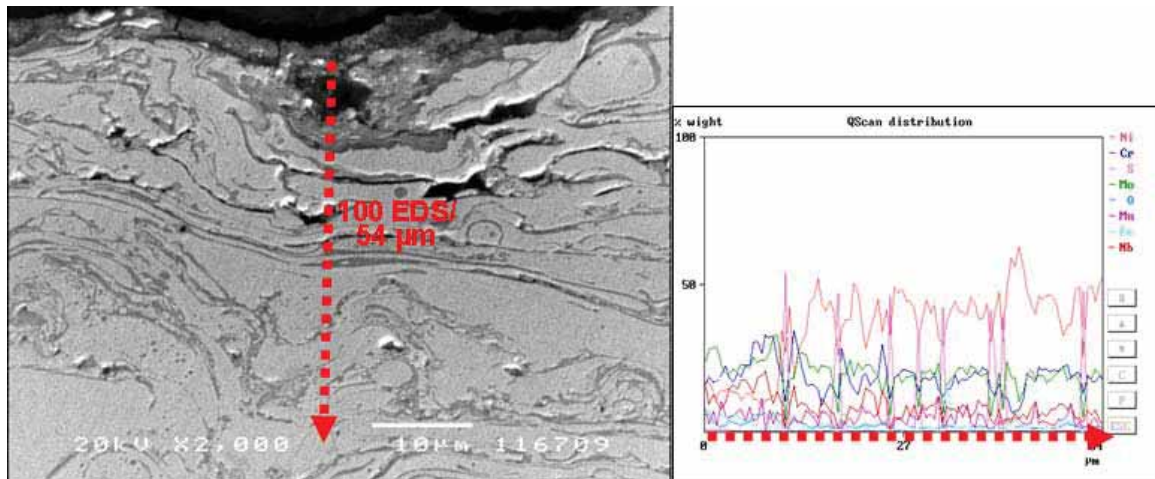 100 EDS/
54 µm
20kV X2,000 10µm 116709
x wight QScan distribution
100
50
Ni
Cr
S
Mo
O
Mn
Nb
C
0 27
µm